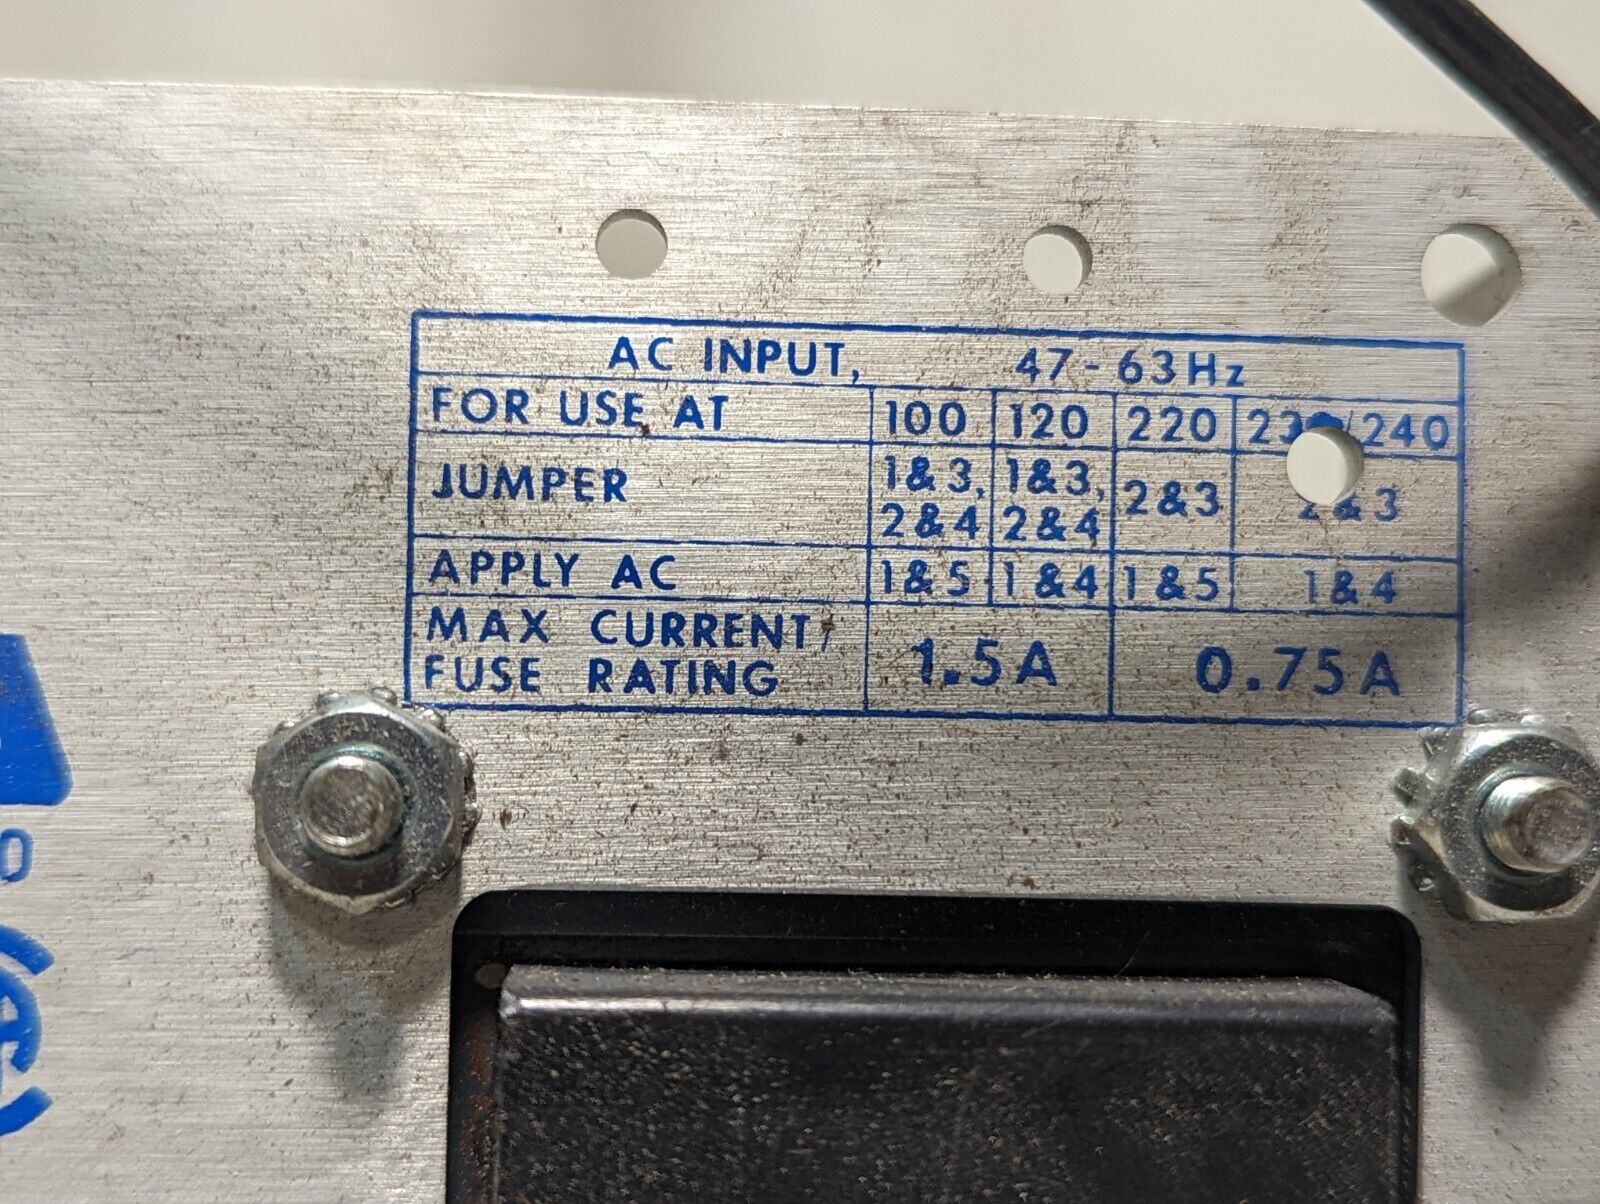 AC INPUT, 47-63Hz
FOR USE AT 100 120 220 230/240
JUMPER 1&3, 2&4 1&3, 2&4 2&3 2&3
APPLY AC 1&5 1&4 1&5 1&4
MAX CURRENT/
FUSE RATING 1.5A 0.75A
0